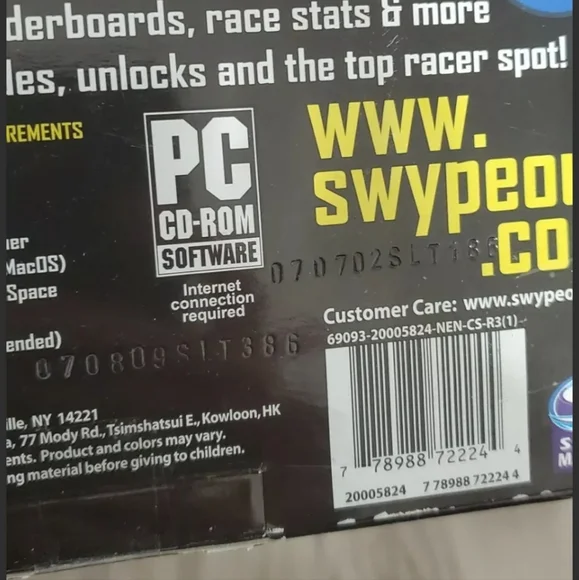 derboards, race stats & more
les, unlocks and the top racer spot!
REMENTS
PC
CD-ROM
SOFTWARE
Internet
connection
required
www.
swypeou
.co
er
MacOS)
Space
ended)
070702SLT186
070809SLT386
Customer Care: www.swypeo
69093-20005824-NEN-CS-R3(1)
lle, NY 14221
a, 77 Mody Rd., Tsimshatsui E., Kowloon, HK
ents. Product and colors may vary.
ng material before giving to children.
7 78988 72224 4
20005824 7 78988 72224 4
S
M